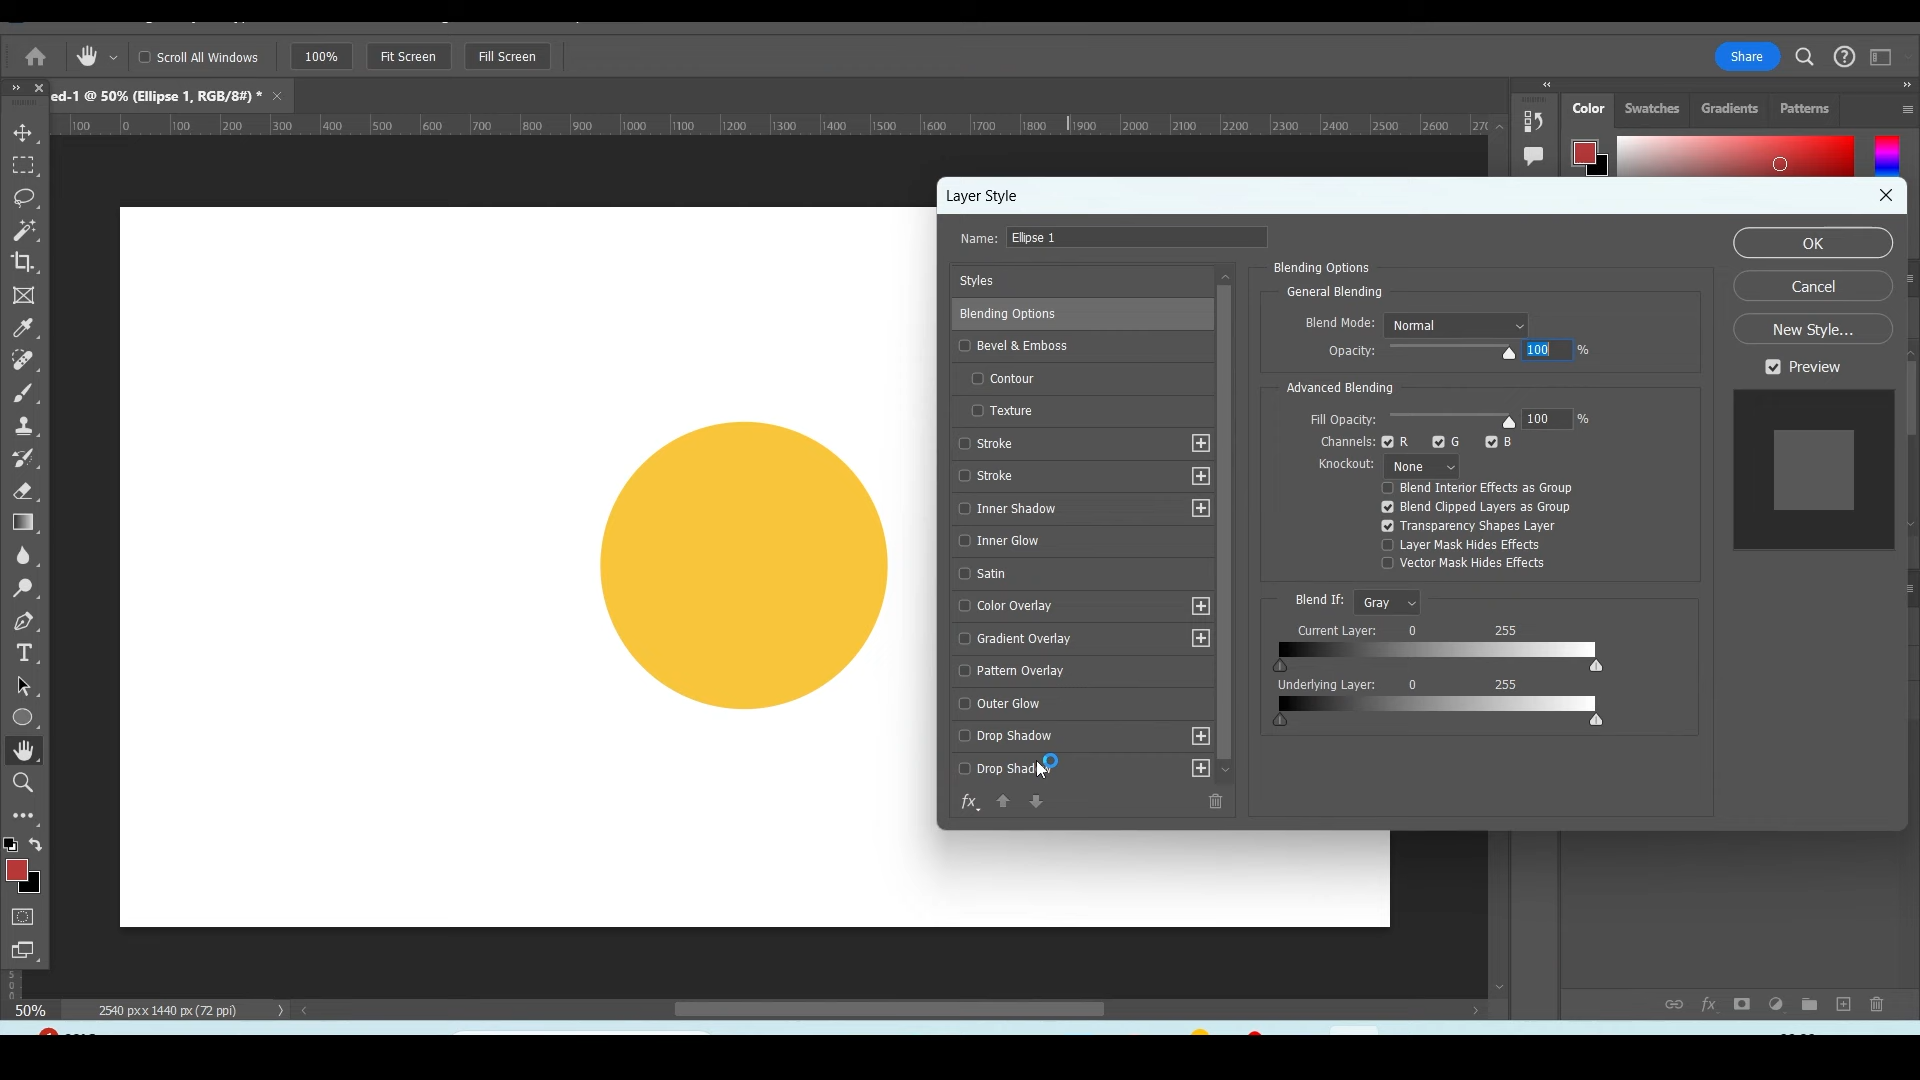 Scroll All Windows 100% Fit Screen Fill Screen Share
ed-1 @ 50% (Ellipse 1, RGB/8#) *
Color Swatches Gradients Patterns
100 0 100 200 300 400 500 600 700 800 900 1000 1100 1200 1300 1400 1500 1600 1700 1800 1900 2000 2100 2200 2300 2400 2500 2600
Layer Style
Name: Ellipse 1
OK
Cancel
New Style...
Preview
Styles
Blending Options
Bevel & Emboss
Contour
Texture
Stroke
Stroke
Inner Shadow
Inner Glow
Satin
Color Overlay
Gradient Overlay
Pattern Overlay
Outer Glow
Drop Shadow
Drop Shadow
fx
Blending Options
General Blending
Blend Mode: Normal
Opacity: 100 %
Advanced Blending
Fill Opacity: 100 %
Channels: R G B
Knockout: None
Blend Interior Effects as Group
Blend Clipped Layers as Group
Transparency Shapes Layer
Layer Mask Hides Effects
Vector Mask Hides Effects
Blend If: Gray
Current Layer: 0 255
Underlying Layer: 0 255
50% 2540 px x 1440 px (72 ppi)
fx